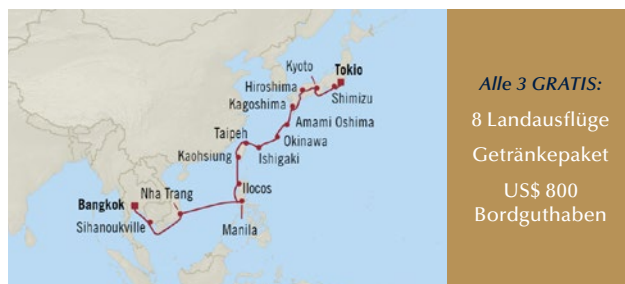 Kyoto
Tokio
Hiroshima
Shimizu
Kagoshima
Amami Oshima
Taipeh
Okinawa
Kaohsiung
Ishigaki
Nha Trang
Ilocos
Bangkok
Sihanoukville
Manila
Alle 3 GRATIS:
8 Landausflüge
Getränkepaket
US$ 800
Bordguthaben